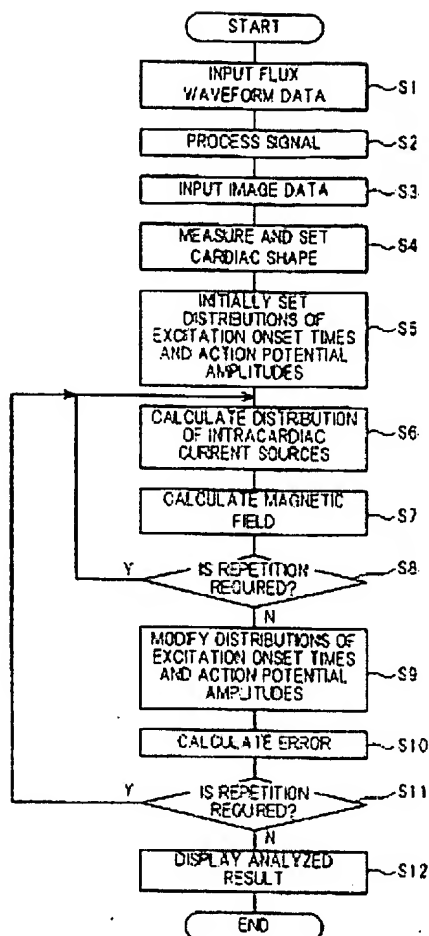 START
INPUT FLUX
WAVEFORM DATA
S1
PROCESS SIGNAL
S2
INPUT IMAGE DATA
S3
MEASURE AND SET
CARDIAC SHAPE
S4
INITIALLY SET
DISTRIBUTIONS OF
EXCITATION ONSET TIMES
AND ACTION POTENTIAL
AMPLITUDES
S5
CALCULATE DISTRIBUTION
OF INTRACARDIAC
CURRENT SOURCES
S6
CALCULATE MAGNETIC
FIELD
S7
Y
IS REPETITION
REQUIRED?
S8
N
MODIFY DISTRIBUTIONS OF
EXCITATION ONSET TIMES
AND ACTION POTENTIAL
AMPLITUDES
S9
CALCULATE ERROR
S10
Y
IS REPETITION
REQUIRED?
S11
N
DISPLAY ANALYZED
RESULT
S12
END